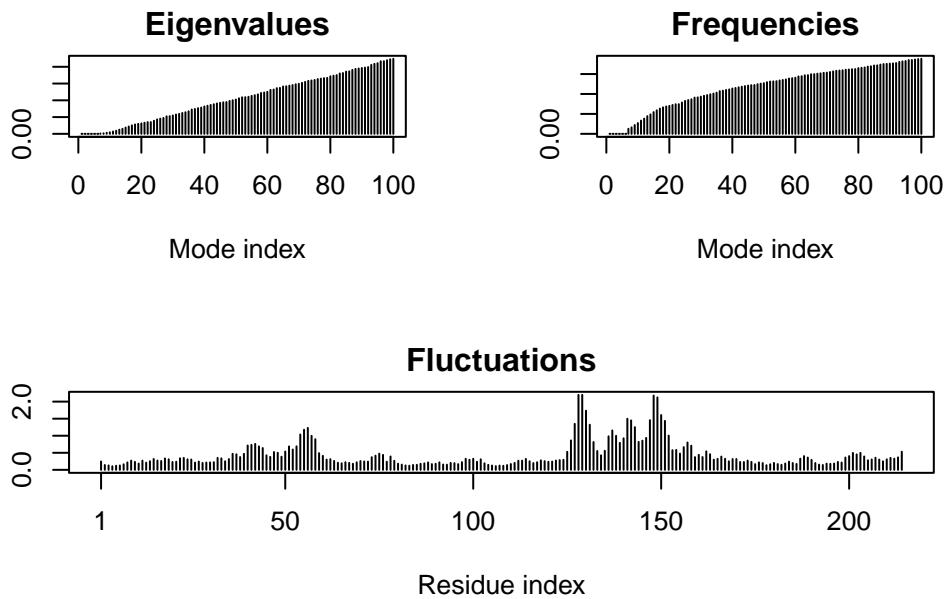 Eigenvalues
0.00
0 20 40 60 80 100
Mode index
Frequencies
0.00
0 20 40 60 80 100
Mode index
Fluctuations
2.0
0.0
1 50 100 150 200
Residue index